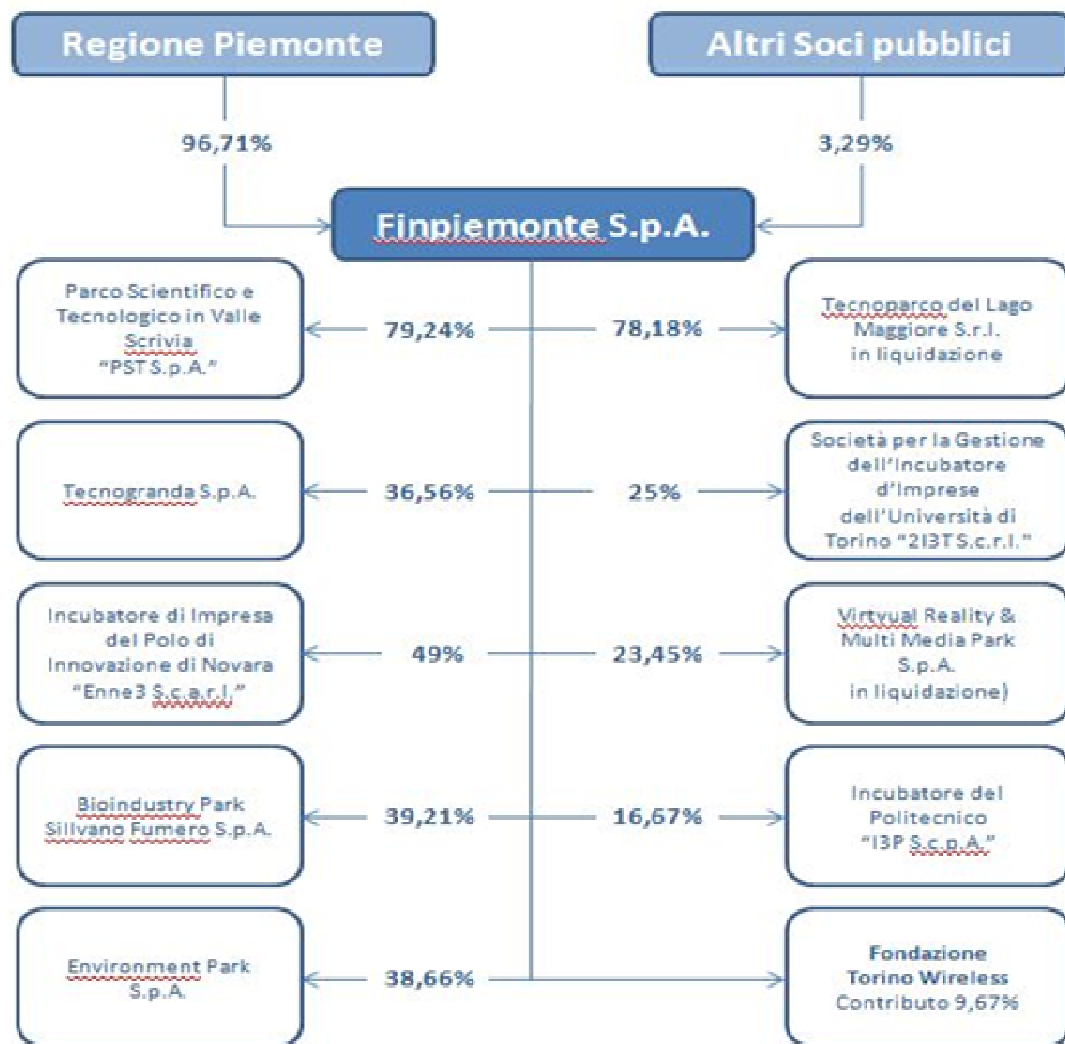 Regione Piemonte
Altri Soci pubblici
96,71%
3,29%
Finpiemonte S.p.A.
Parco Scientifico e
Tecnologico in Valle
Scrivia
“PST S.p.A.”
79,24%
78,18%
Tecnoparco del Lago
Maggiore S.r.l.
in liquidazione
Tecnogranda S.p.A.
36,56%
25%
Società per la Gestione
dell’Incubatore
d’Imprese
dell’Università di
Torino “2I3T S.c.r.l.”
Incubatore di Impresa
del Polo di
Innovazione di Novara
“Enne3 S.c.a.r.l.”
49%
23,45%
Virtyual Reality &
Multi Media Park
S.p.A.
in liquidazione)
Bioindustry Park
Sillvano Fumero S.p.A.
39,21%
16,67%
Incubatore del
Politecnico
“I3P S.c.p.A.”
Environment Park
S.p.A.
38,66%
Fondazione
Torino Wireless
Contributo 9,67%